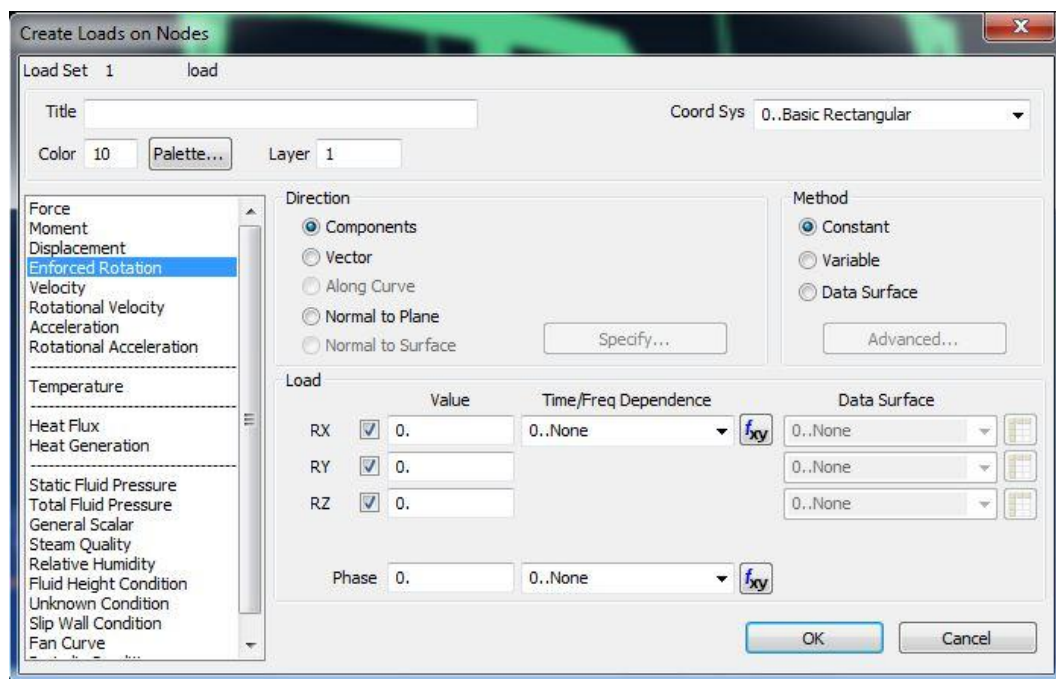 Create Loads on Nodes
Load Set 1 load
Title
Coord Sys 0..Basic Rectangular
Color 10 Palette... Layer 1
Force
Moment
Displacement
Enforced Rotation
Velocity
Rotational Velocity
Acceleration
Rotational Acceleration
Temperature
Heat Flux
Heat Generation
Static Fluid Pressure
Total Fluid Pressure
General Scalar
Steam Quality
Relative Humidity
Fluid Height Condition
Unknown Condition
Slip Wall Condition
Fan Curve
Direction
Components
Vector
Along Curve
Normal to Plane
Normal to Surface
Specify...
Method
Constant
Variable
Data Surface
Advanced...
Load
Value Time/Freq Dependence Data Surface
RX 0. 0..None fxy 0..None
RY 0. 0..None
RZ 0. 0..None
Phase 0. 0..None fxy
OK Cancel